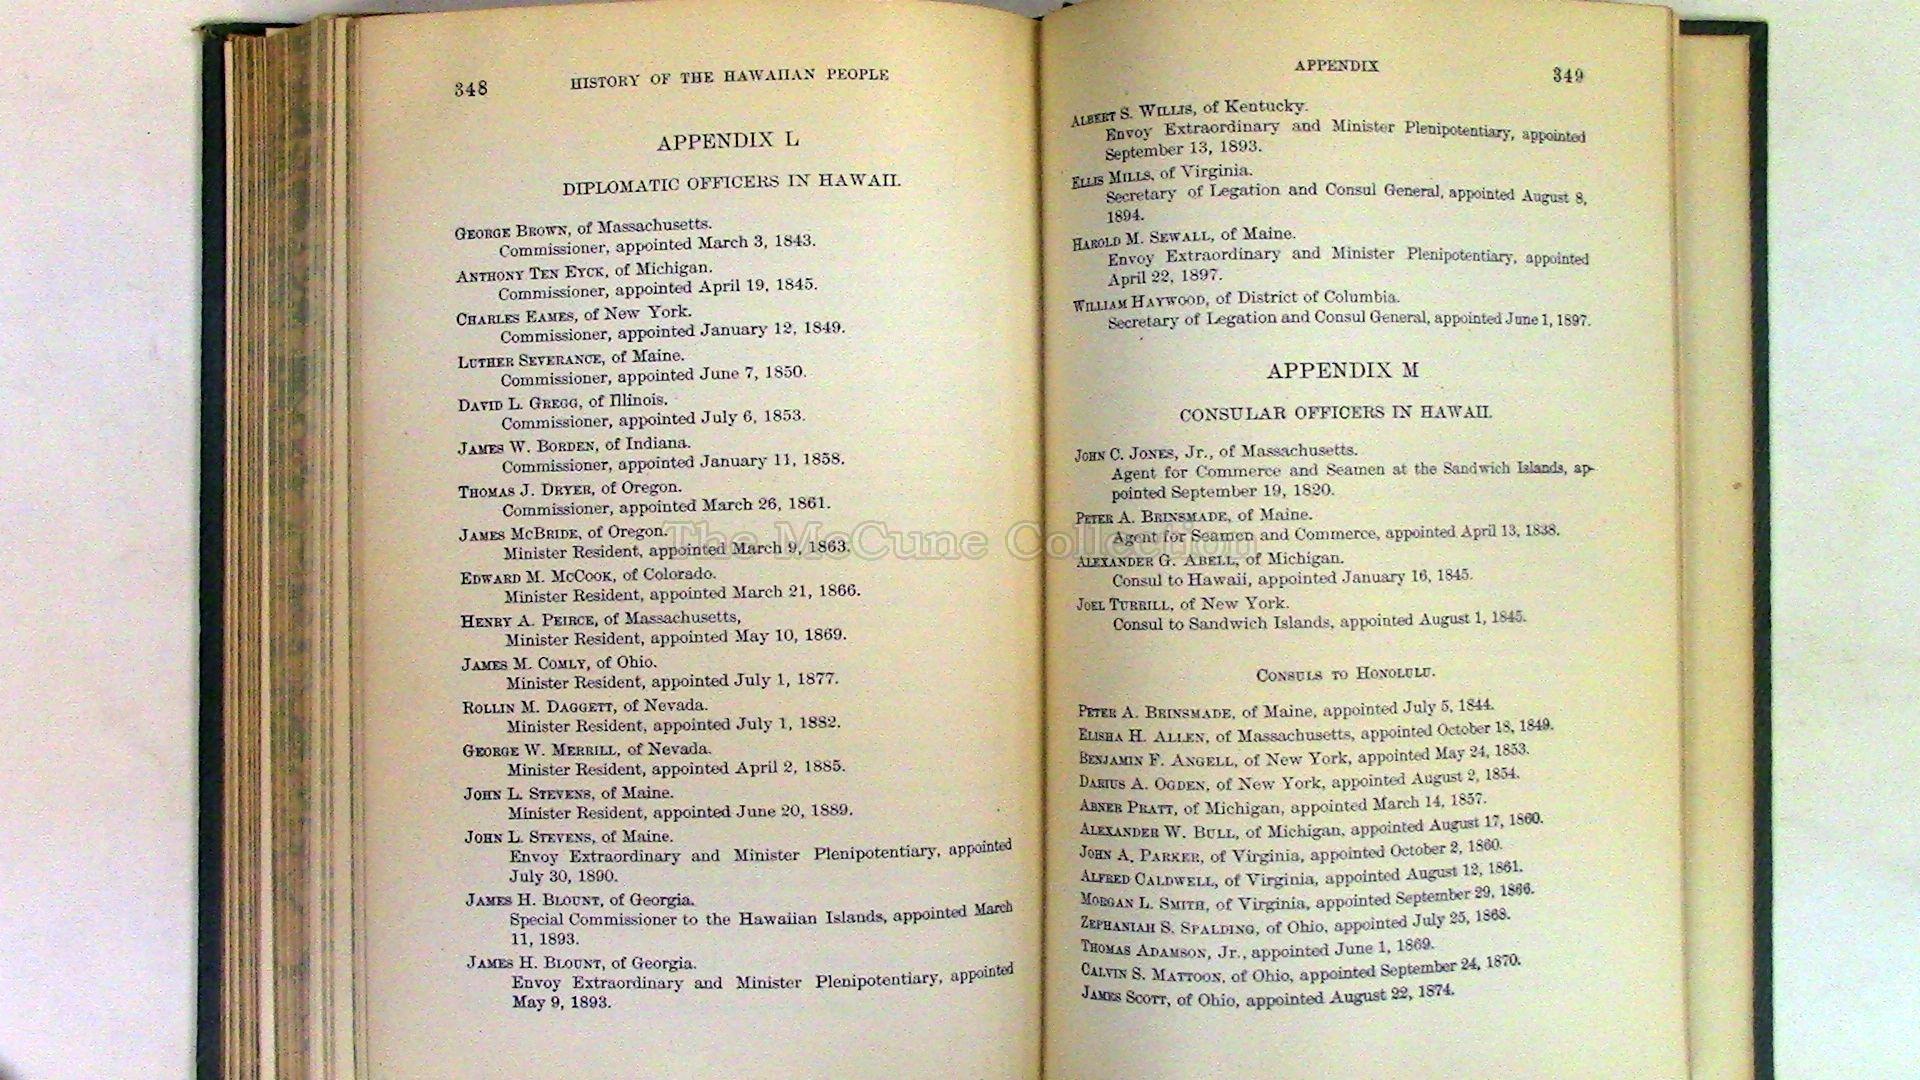 348
HISTORY OF THE HAWAIIAN PEOPLE
APPENDIX L
DIPLOMATIC OFFICERS IN HAWAII.
GEORGE BROWN, of Massachusetts.
Commissioner, appointed March 3, 1843.
ANTHONY TEN EYCK, of Michigan.
Commissioner, appointed April 19, 1845.
CHARLES EAMES, of New York.
Commissioner, appointed January 12, 1849.
LUTHER SEVERANCE, of Maine.
Commissioner, appointed June 7, 1850.
DAVID L. GREGG, of Illinois.
Commissioner, appointed July 6, 1853.
JAMES W. BORDEN, of Indiana.
Commissioner, appointed January 11, 1858.
THOMAS J. DRYER, of Oregon.
Commissioner, appointed March 26, 1861.
JAMES MCBRIDE, of Oregon.
Minister Resident, appointed March 9, 1863.
EDWARD M. MCCOOK, of Colorado.
Minister Resident, appointed March 21, 1866.
HENRY A. PEIRCE, of Massachusetts,
Minister Resident, appointed May 10, 1869.
JAMES M. COMLY, of Ohio.
Minister Resident, appointed July 1, 1877.
ROLLIN M. DAGGETT, of Nevada.
Minister Resident, appointed July 1, 1882.
GEORGE W. MERRILL, of Nevada.
Minister Resident, appointed April 2, 1885.
JOHN L. STEVENS, of Maine.
Minister Resident, appointed June 20, 1889.
JOHN L. STEVENS, of Maine.
Envoy Extraordinary and Minister Plenipotentiary, appointed
July 30, 1890.
JAMES H. BLOUNT, of Georgia.
Special Commissioner to the Hawaiian Islands, appointed March
11, 1893.
JAMES H. BLOUNT, of Georgia.
Envoy Extraordinary and Minister Plenipotentiary, appointed
May 9, 1893.
APPENDIX
349
ALBERT S. WILLIS, of Kentucky.
Envoy Extraordinary and Minister Plenipotentiary, appointed
September 13, 1893.
ELLIS MILLS, of Virginia.
Secretary of Legation and Consul General, appointed August 8,
1894.
HAROLD M. SEWALL, of Maine.
Envoy Extraordinary and Minister Plenipotentiary, appointed
April 22, 1897.
WILLIAM HAYWOOD, of District of Columbia.
Secretary of Legation and Consul General, appointed June 1, 1897.
APPENDIX M
CONSULAR OFFICERS IN HAWAII.
JOHN C. JONES, Jr., of Massachusetts.
Agent for Commerce and Seamen at the Sandwich Islands, ap-
pointed September 19, 1820.
PETER A. BRINSMADE, of Maine.
Agent for Seamen and Commerce, appointed April 13, 1838.
ALEXANDER G. ABELL, of Michigan.
Consul to Hawaii, appointed January 16, 1845.
JOEL TURRILL, of New York.
Consul to Sandwich Islands, appointed August 1, 1845.
CONSULS TO HONOLULU.
PETER A. BRINSMADE, of Maine, appointed July 5, 1844.
ELISHA H. ALLEN, of Massachusetts, appointed October 18, 1849.
BENJAMIN F. ANGELL, of New York, appointed May 24, 1853.
DARIUS A. OGDEN, of New York, appointed August 2, 1854.
ABNER PRATT, of Michigan, appointed March 14, 1857.
ALEXANDER W. BULL, of Michigan, appointed August 17, 1860.
JOHN A. PARKER, of Virginia, appointed October 2, 1860.
ALFRED CALDWELL, of Virginia, appointed August 12, 1861.
MORGAN L. SMITH, of Virginia, appointed September 29, 1866.
ZEPHANIAH S. SPALDING, of Ohio, appointed July 25, 1868.
THOMAS ADAMSON, Jr., appointed June 1, 1869.
CALVIN S. MATTOON, of Ohio, appointed September 24, 1870.
JAMES SCOTT, of Ohio, appointed August 22, 1874.
The McCune Collection